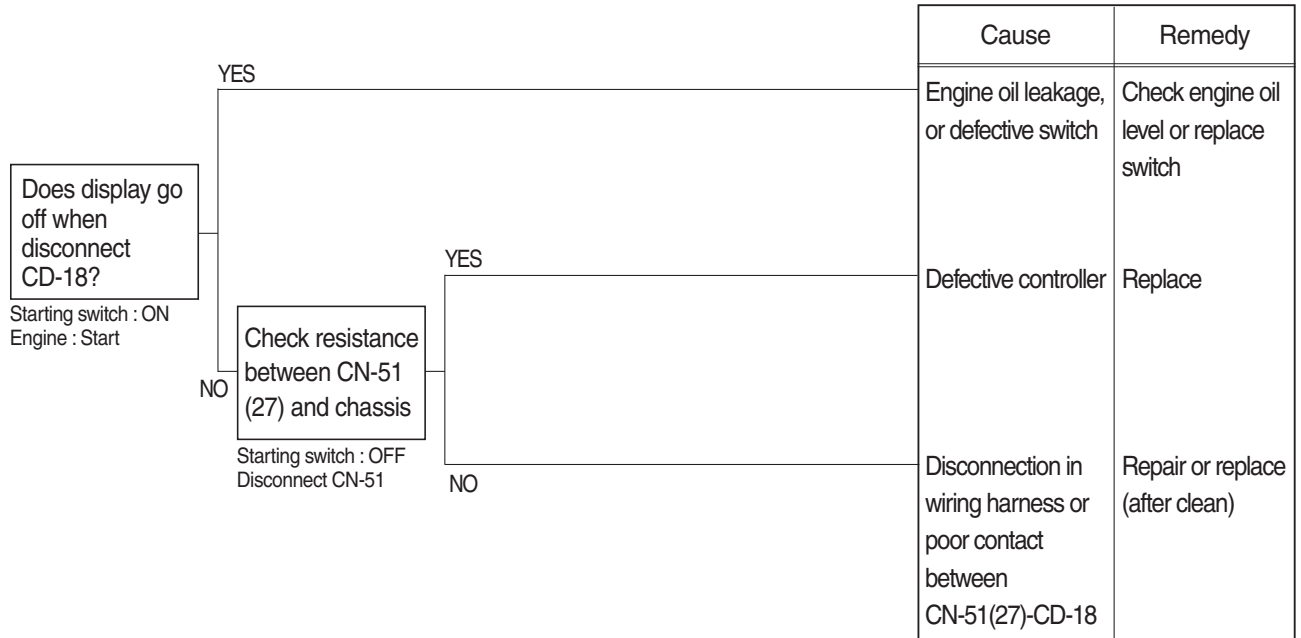 Cause
Remedy
YES
Engine oil leakage,
or defective switch
Check engine oil
level or replace
switch
Does display go
off when
disconnect
CD-18?
Starting switch : ON
Engine : Start
YES
Defective controller
Replace
NO
Check resistance
between CN-51
(27) and chassis
Starting switch : OFF
Disconnect CN-51
NO
Disconnection in
wiring harness or
poor contact
between
CN-51(27)-CD-18
Repair or replace
(after clean)